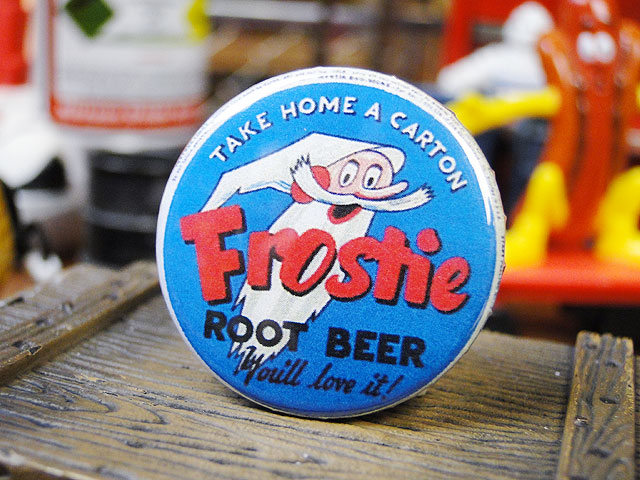 TAKE HOME A CARTON
Frostie
ROOT BEER
You'll love it!